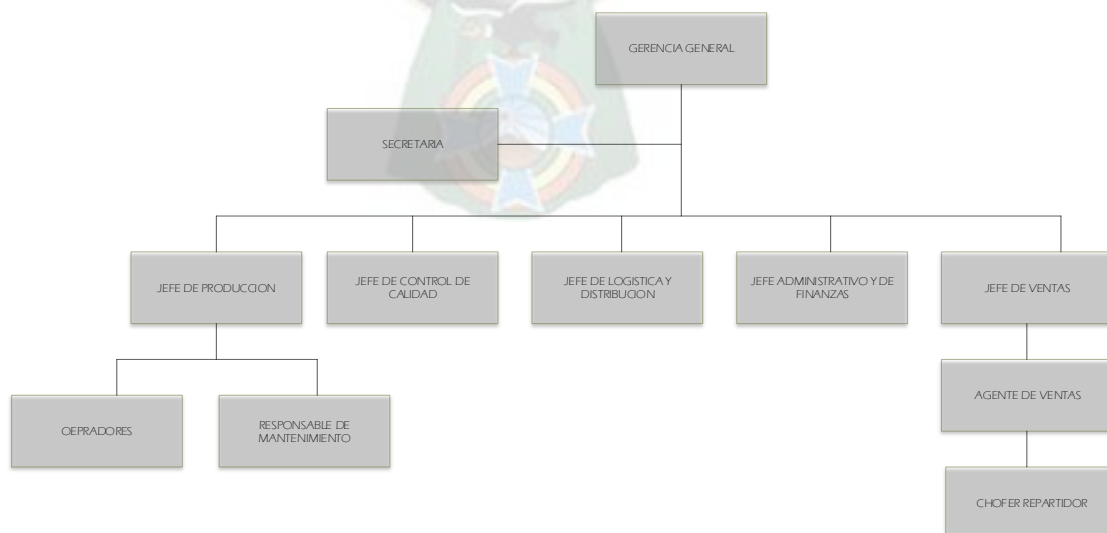 GERENCIA GENERAL
SECRETARIA
JEFE DE PRODUCCION
JEFE DE CONTROL DE
CALIDAD
JEFE DE LOGISTICA Y
DISTRIBUCION
JEFE ADMINISTRATIVO Y DE
FINANZAS
JEFE DE VENTAS
OEPRADORES
RESPONSABLE DE
MANTENIMIENTO
AGENTE DE VENTAS
CHOFER REPARTIDOR